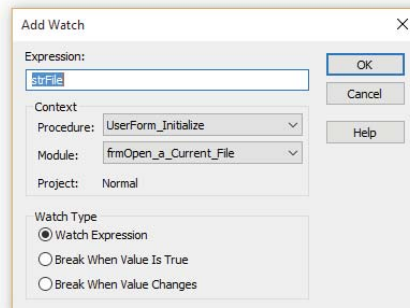 Add Watch
Expression:
strFile
OK
Cancel
Help
Context
Procedure: UserForm_Initialize
Module: frmOpen_a_Current_File
Project: Normal
Watch Type
Watch Expression
Break When Value Is True
Break When Value Changes